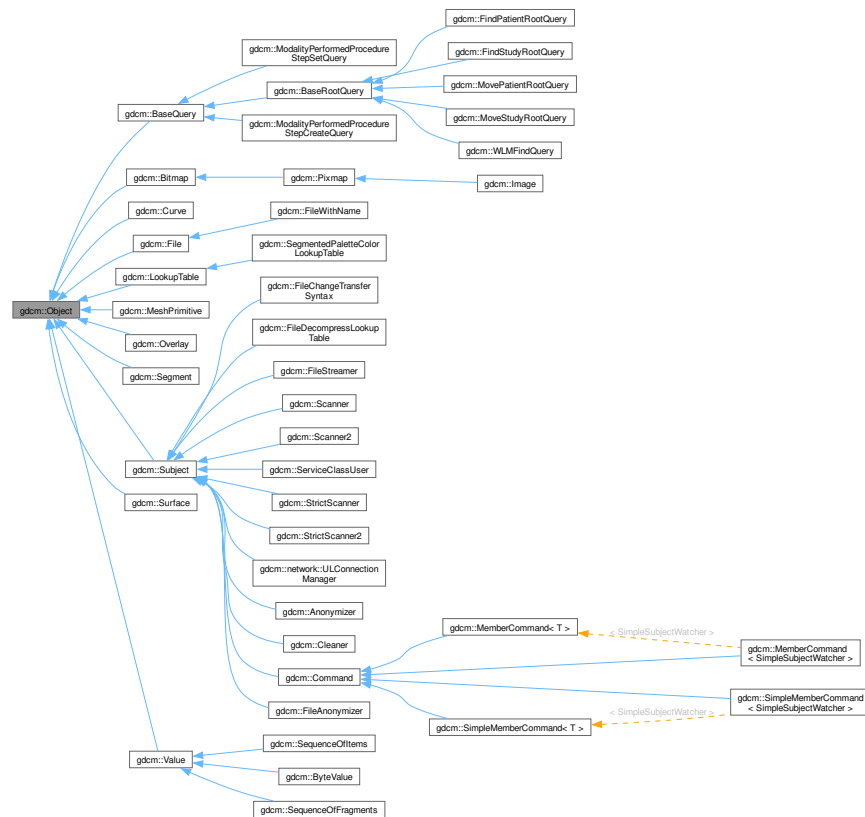 gdcm::FindPatientRootQuery
gdcm::ModalityPerformedProcedure
StepSetQuery
gdcm::FindStudyRootQuery
gdcm::BaseRootQuery
gdcm::MovePatientRootQuery
gdcm::BaseQuery
gdcm::MoveStudyRootQuery
gdcm::ModalityPerformedProcedure
StepCreateQuery
gdcm::WLMFindQuery
gdcm::Bitmap
gdcm::Pixmap
gdcm::Image
gdcm::Curve
gdcm::FileWithName
gdcm::File
gdcm::SegmentedPaletteColor
LookupTable
gdcm::LookupTable
gdcm::FileChangeTransfer
Syntax
gdcm::Object
gdcm::MeshPrimitive
gdcm::FileDecompressLookup
Table
gdcm::Overlay
gdcm::Segment
gdcm::FileStreamer
gdcm::Scanner
gdcm::Scanner2
gdcm::Subject
gdcm::ServiceClassUser
gdcm::Surface
gdcm::StrictScanner
gdcm::StrictScanner2
gdcm::network::ULConnection
Manager
gdcm::Anonymizer
gdcm::MemberCommand< T >
< SimpleSubjectWatcher >
gdcm::Cleaner
gdcm::MemberCommand
< SimpleSubjectWatcher >
gdcm::Command
gdcm::SimpleMemberCommand
< SimpleSubjectWatcher >
gdcm::FileAnonymizer
< SimpleSubjectWatcher >
gdcm::SimpleMemberCommand< T >
gdcm::SequenceOfItems
gdcm::Value
gdcm::ByteValue
gdcm::SequenceOfFragments